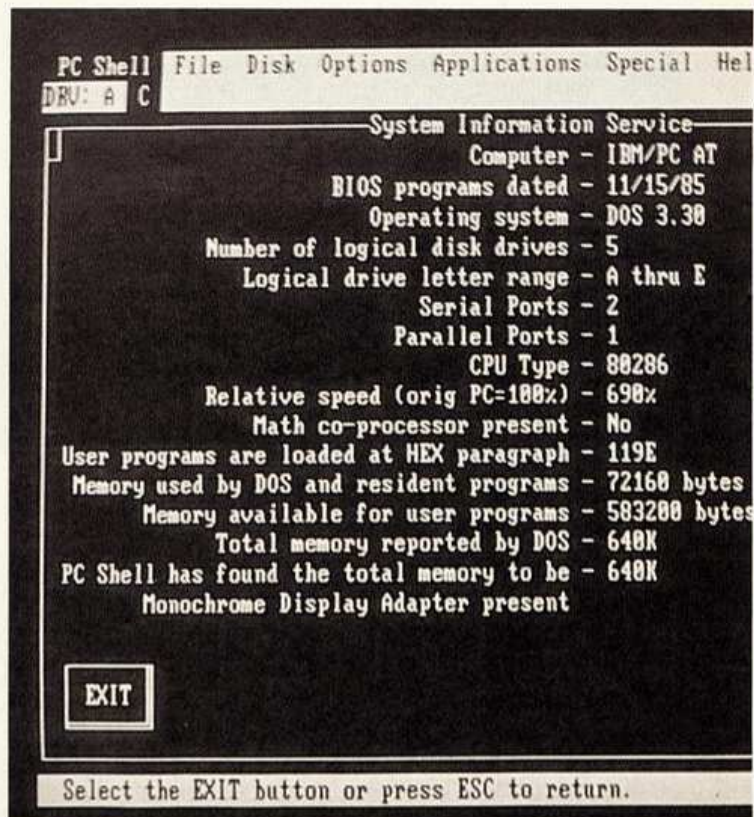 PC Shell File Disk Options Applications Special Hel
DRV: A C
System Information Service
Computer - IBM/PC AT
BIOS programs dated - 11/15/85
Operating system - DOS 3.30
Number of logical disk drives - 5
Logical drive letter range - A thru E
Serial Ports - 2
Parallel Ports - 1
CPU Type - 80286
Relative speed (orig PC=100%) - 690%
Math co-processor present - No
User programs are loaded at HEX paragraph - 119E
Memory used by DOS and resident programs - 72160 bytes
Memory available for user programs - 583200 bytes
Total memory reported by DOS - 640K
PC Shell has found the total memory to be - 640K
Monochrome Display Adapter present
EXIT
Select the EXIT button or press ESC to return.